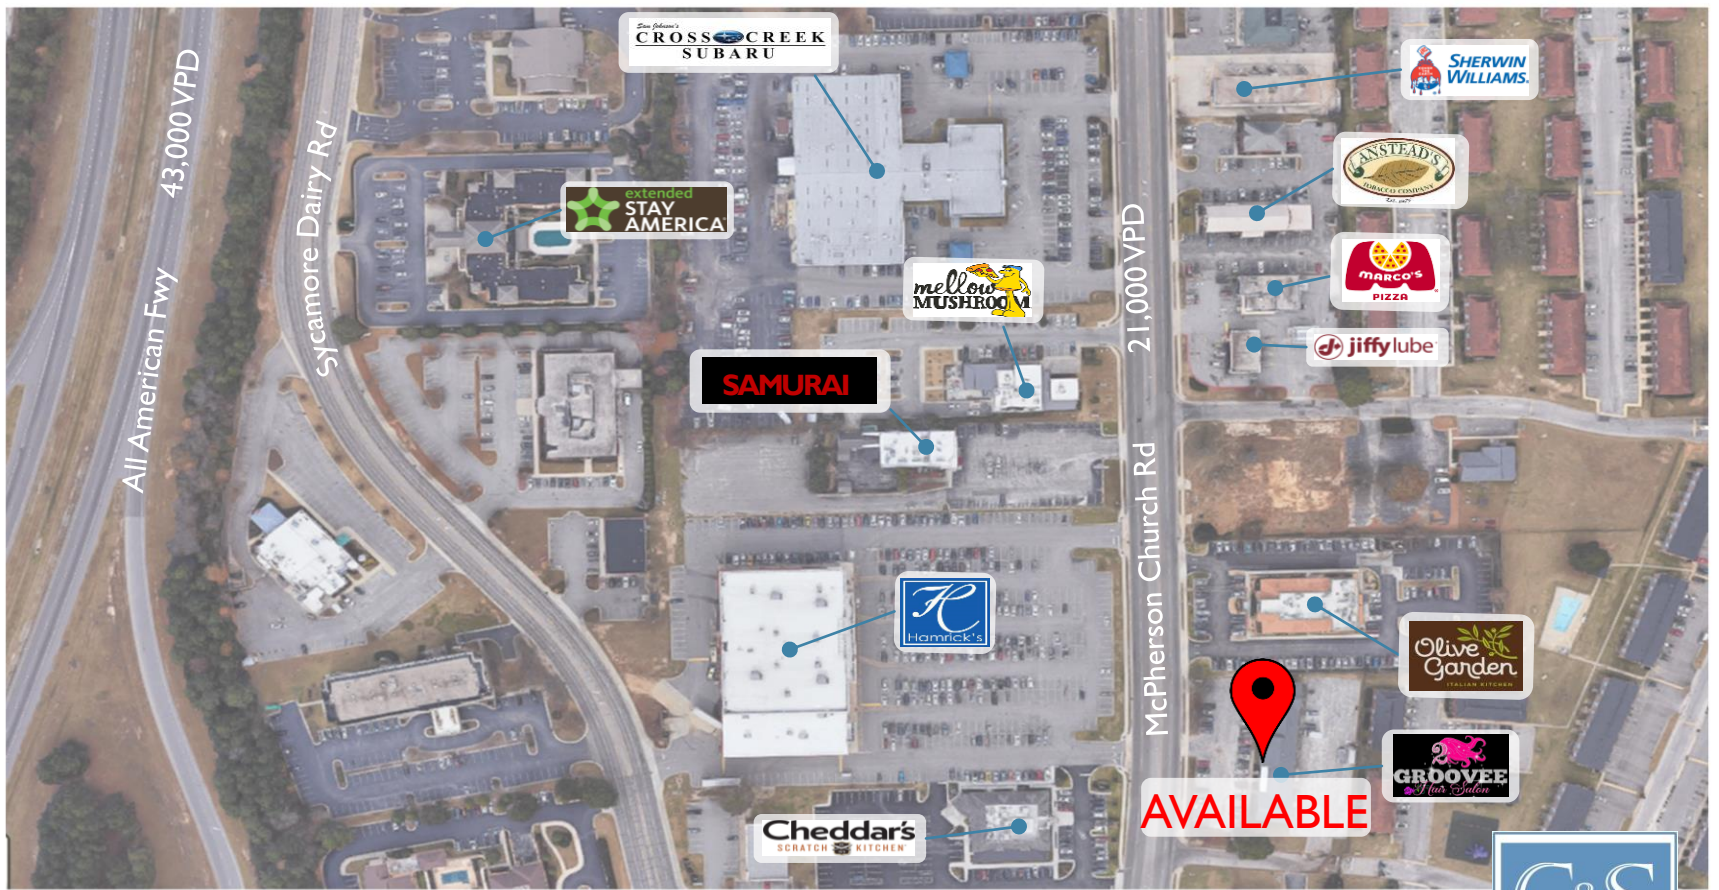 Sam Johnson's
CROSS CREEK
SUBARU
SHERWIN
WILLIAMS.
43,000 VPD
Sycamore Dairy Rd
extended
STAY
AMERICA
ANSTEAD'S
TOBACCO COMPANY
21,000 VPD
mellow
MUSHROOM
MARCO'S
PIZZA
jiffy lube
All American Fwy
SAMURAI
McPherson Church Rd
H
Hamrick's
Olive
Garden
ITALIAN KITCHEN
GROOVEE
Hair Salon
AVAILABLE
Cheddar's
SCRATCH KITCHEN
C&S